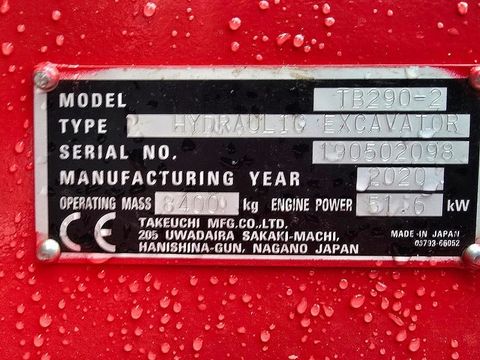 MODEL TB290-2
TYPE HYDRAULIC EXCAVATOR
SERIAL NO. 190502098
MANUFACTURING YEAR 2020
OPERATING MASS 8400 kg ENGINE POWER 51.6 kW
CE TAKEUCHI MFG.CO.,LTD.
205 UWADAIRA SAKAKI-MACHI,
HANISHINA-GUN, NAGANO JAPAN
MADE IN JAPAN
03793-66052